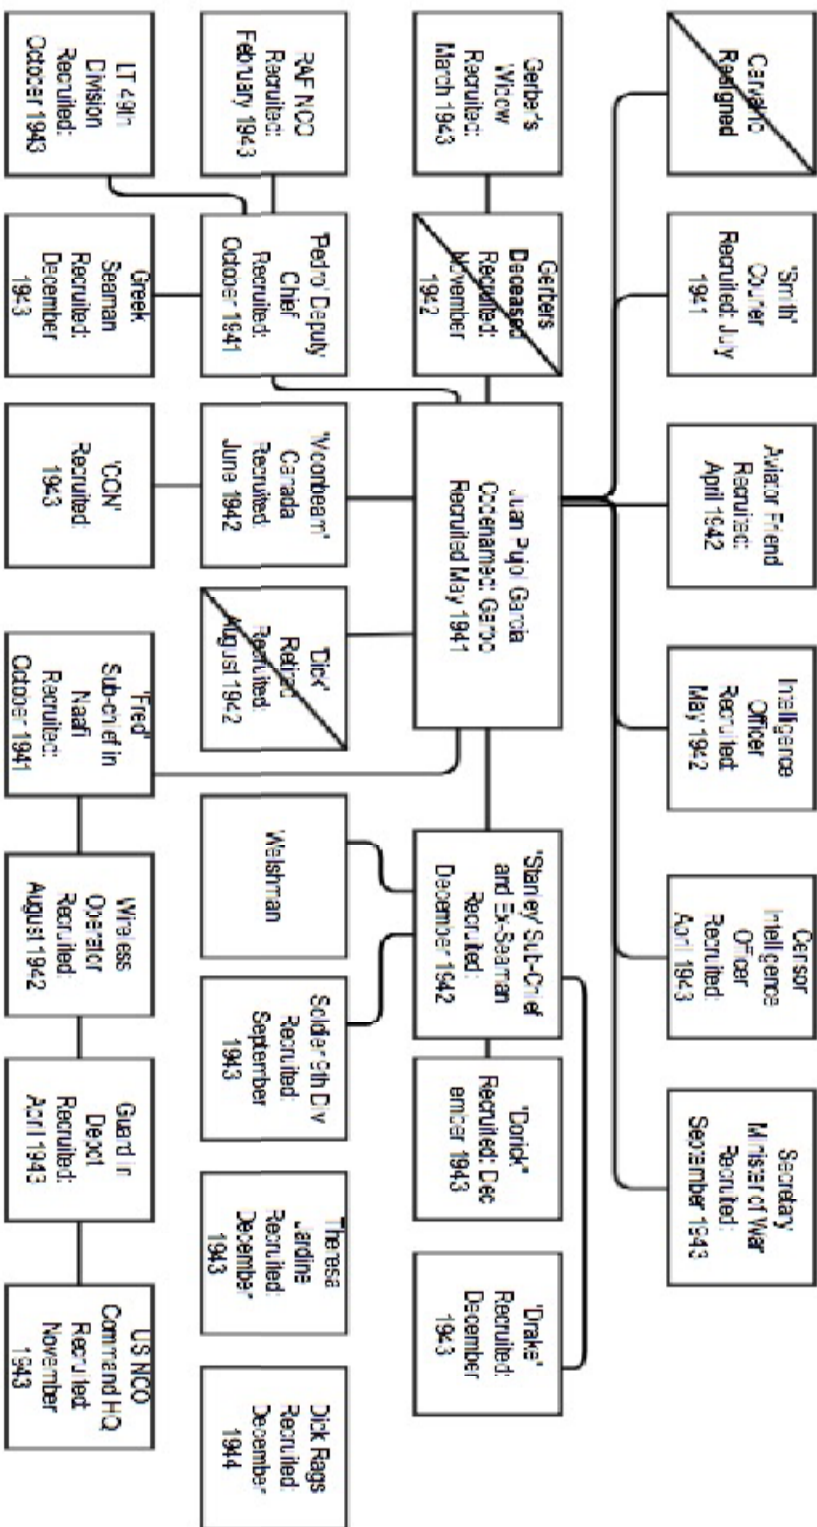 Carvalho
Resigned
'Smith'
Courier
Recruited: July
1941
Aviator Friend
Recruited:
April 1942
Intelligence
Officer
Recruited:
May 1942
Censor
Intelligence
Officer
Recruited:
April 1943
Secretary
Minister of War
Recruited:
September 1943
Gerber's
Widow
Recruited:
March 1943
Gerbers
Deceased
Recruited:
November
1942
Juan Pujol Garcia
Codenamed: Garbo
Recruited May 1941
'Stanley' Sub-Chief
and Ex-Seaman
Recruited:
December 1942
'Dorick'
Recruited: Dec
ember 1943
'Drake'
Recruited:
December
1943
RAF NCO
Recruited:
February 1943
'Pedro' Deputy
Chief
Recruited:
October 1941
'Moonbeam'
Canada
Recruited:
June 1942
'Dick'
Retired
Recruited:
August 1942
Welshman
Soldier 9th Div
Recruited:
September
1943
Theresa
Jardine
Recruited:
December
1943
Dick Rags
Recruited:
December
1944
LT 49th
Division
Recruited:
October 1943
Greek
Seaman
Recruited:
December
1943
'CON'
Recruited:
1943
'Fred'
Sub-chief in
Naafi
Recruited:
October 1941
Wireless
Operator
Recruited:
August 1942
Guard in
Depot
Recruited:
April 1943
US NCO
Command HQ
Recruited:
November
1943